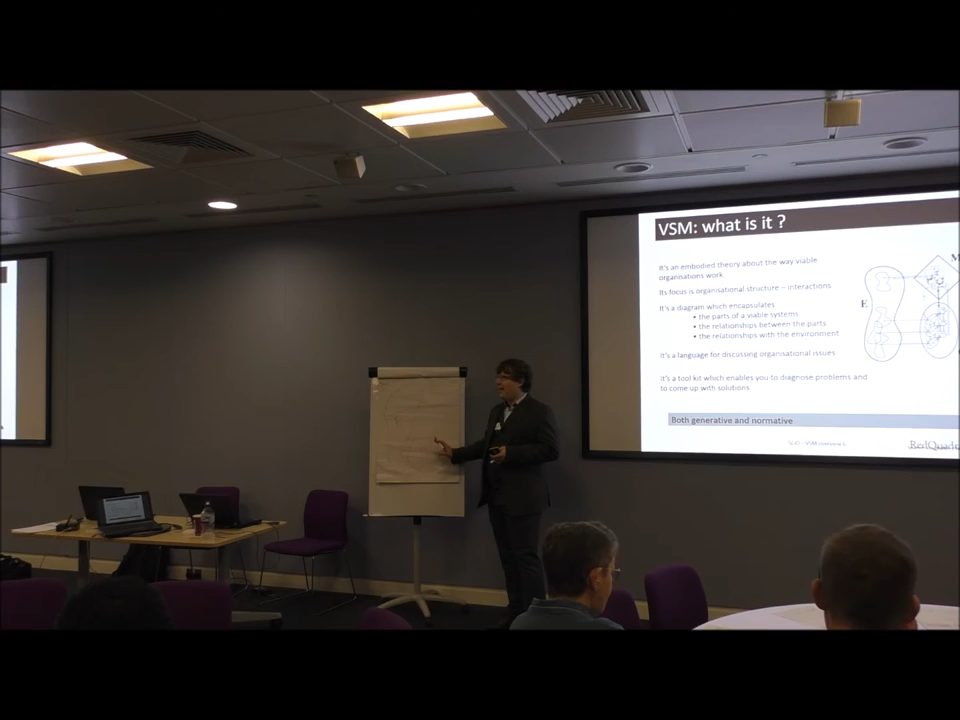 VSM: what is it ?
It's an embodied theory about the way viable
organisations work.
Its focus is organisational structure – interactions
It's a diagram which encapsulates
• the parts of a viable systems
• the relationships between the parts
• the relationships with the environment
It's a language for discussing organisational issues
It's a tool kit which enables you to diagnose problems and
to come up with solutions
E
M
Both generative and normative
RedQuadr